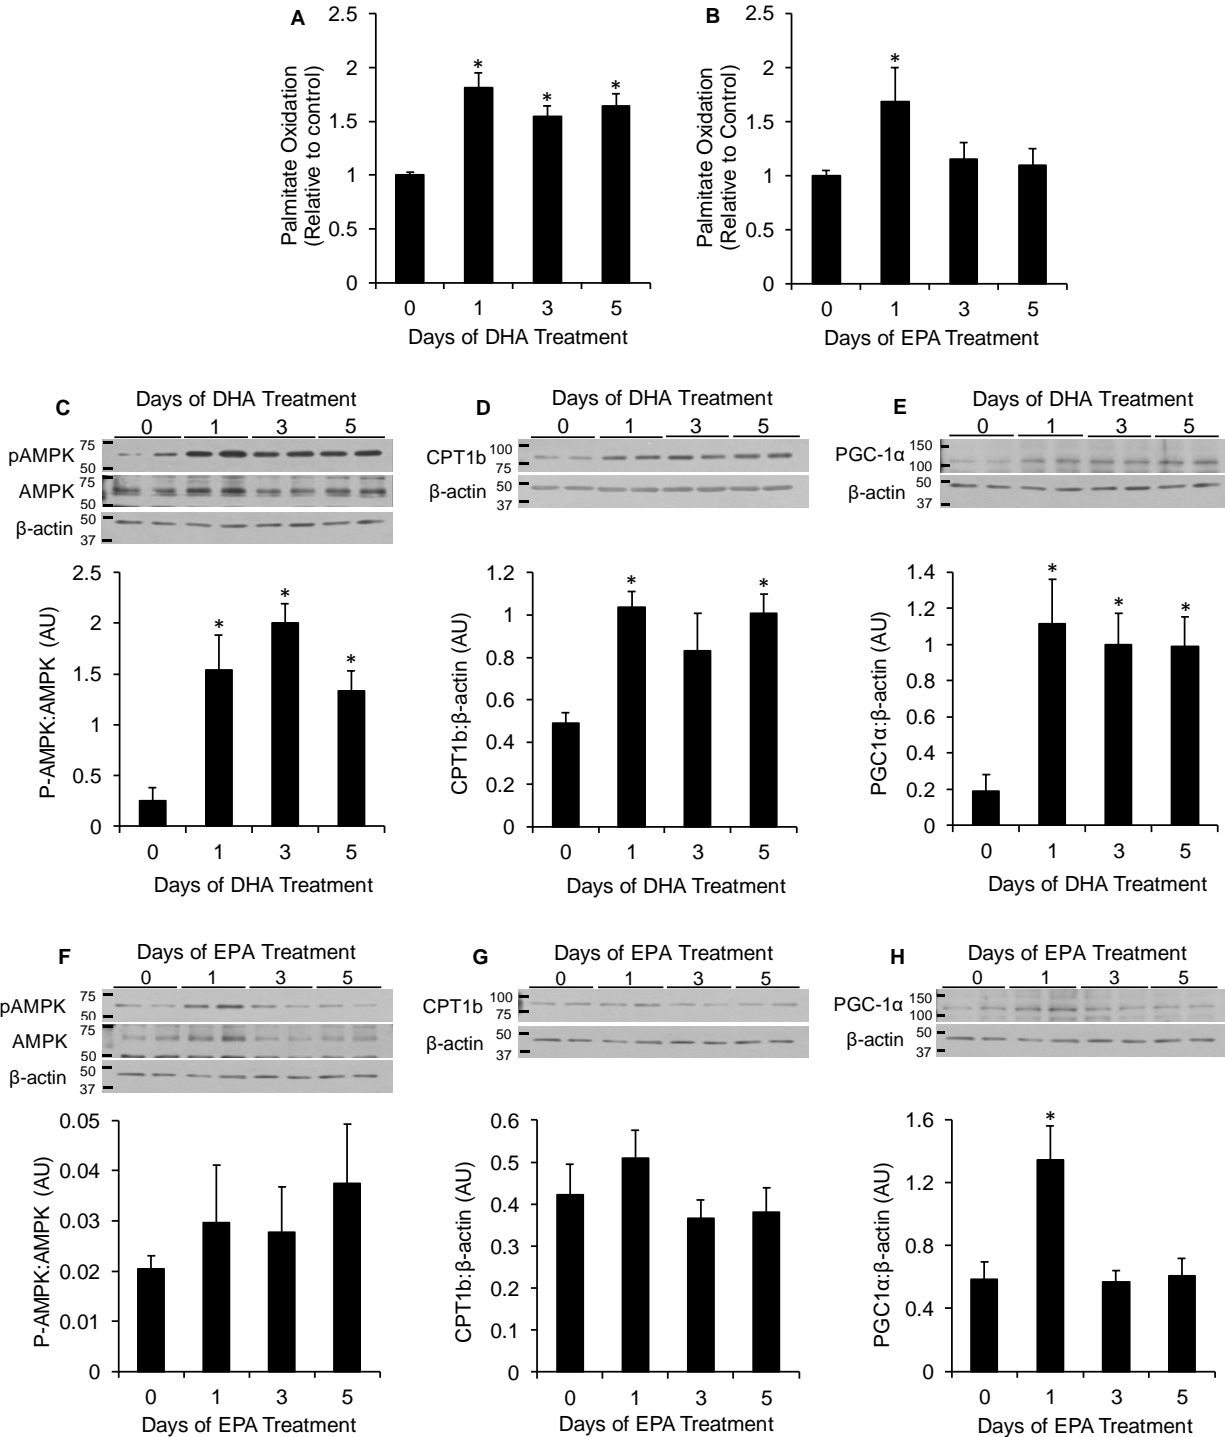 A
2.5
2
1.5
1
0.5
0
Palmitate Oxidation
(Relative to control)
*
*
*
0 1 3 5
Days of DHA Treatment
B
2.5
2
1.5
1
0.5
0
Palmitate Oxidation
(Relative to Control)
*
0 1 3 5
Days of EPA Treatment
C
Days of DHA Treatment
0 1 3 5
pAMPK
75
50
AMPK
75
50
β-actin
50
37
2.5
2
1.5
1
0.5
0
P-AMPK:AMPK (AU)
*
*
*
0 1 3 5
Days of DHA Treatment
D
Days of DHA Treatment
0 1 3 5
CPT1b
100
75
β-actin
50
37
1.2
1
0.8
0.6
0.4
0.2
0
CPT1b:β-actin (AU)
*
*
0 1 3 5
Days of DHA Treatment
E
Days of DHA Treatment
0 1 3 5
PGC-1α
150
100
β-actin
50
37
1.4
1.2
1
0.8
0.6
0.4
0.2
0
PGC1α:β-actin (AU)
*
*
*
0 1 3 5
Days of DHA Treatment
F
Days of EPA Treatment
0 1 3 5
pAMPK
75
50
AMPK
75
50
β-actin
50
37
0.05
0.04
0.03
0.02
0.01
0
P-AMPK:AMPK (AU)
0 1 3 5
Days of EPA Treatment
G
Days of EPA Treatment
0 1 3 5
CPT1b
100
75
β-actin
50
37
0.6
0.5
0.4
0.3
0.2
0.1
0
CPT1b:β-actin (AU)
0 1 3 5
Days of EPA Treatment
H
Days of EPA Treatment
0 1 3 5
PGC-1α
150
100
β-actin
50
37
1.6
1.2
0.8
0.4
0
PGC1α:β-actin (AU)
*
0 1 3 5
Days of EPA Treatment